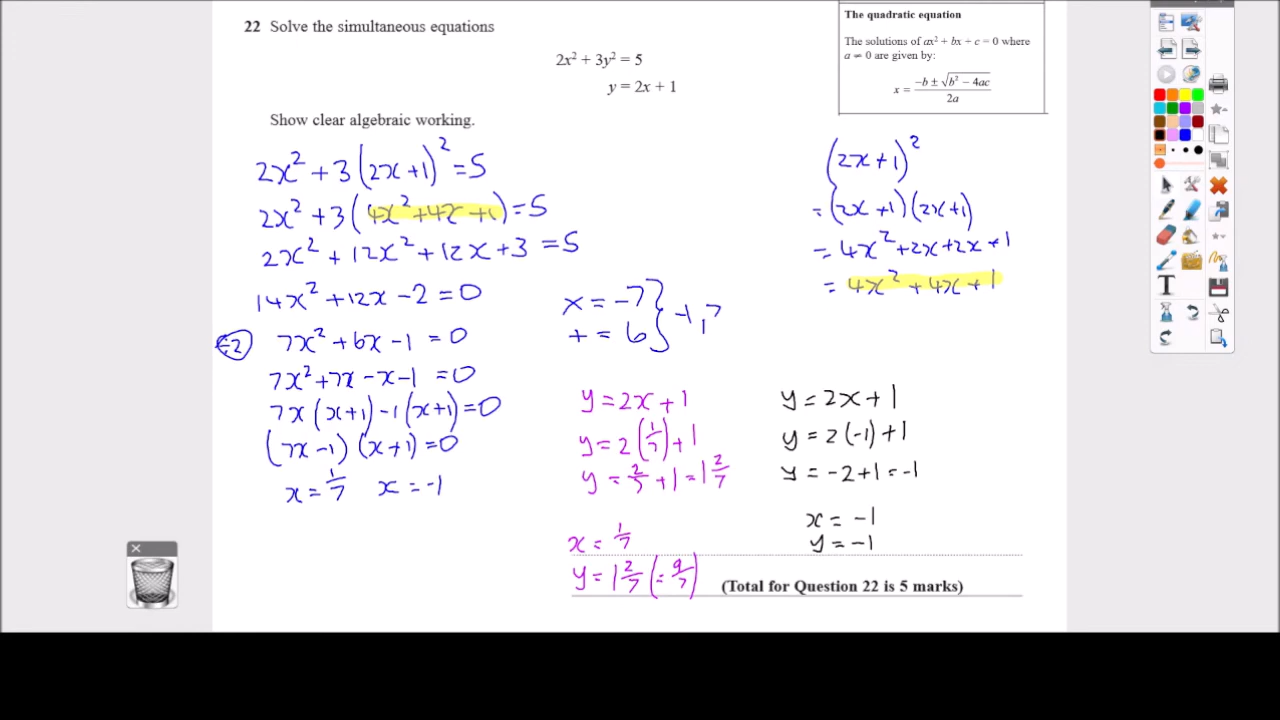 22 Solve the simultaneous equations
2x² + 3y² = 5
y = 2x + 1
Show clear algebraic working.
The quadratic equation
The solutions of ax² + bx + c = 0 where
a ≠ 0 are given by:
x = (-b ± √(b² − 4ac)) / 2a
2x² + 3(2x+1)² = 5
2x² + 3(4x² + 4x + 1) = 5
2x² + 12x² + 12x + 3 = 5
14x² + 12x - 2 = 0
÷2 7x² + 6x - 1 = 0
7x² + 7x - x - 1 = 0
7x(x+1) - 1(x+1) = 0
(7x - 1)(x + 1) = 0
x = 1/7 x = -1
x = -7 } -1, 7
+ = 6
(2x+1)²
= (2x+1)(2x+1)
= 4x² + 2x + 2x + 1
= 4x² + 4x + 1
y = 2x + 1
y = 2(1/7) + 1
y = 2/7 + 1 = 1 2/7
x = 1/7
y = 1 2/7 (= 9/7)
y = 2x + 1
y = 2(-1) + 1
y = -2 + 1 = -1
x = -1
y = -1
(Total for Question 22 is 5 marks)
T